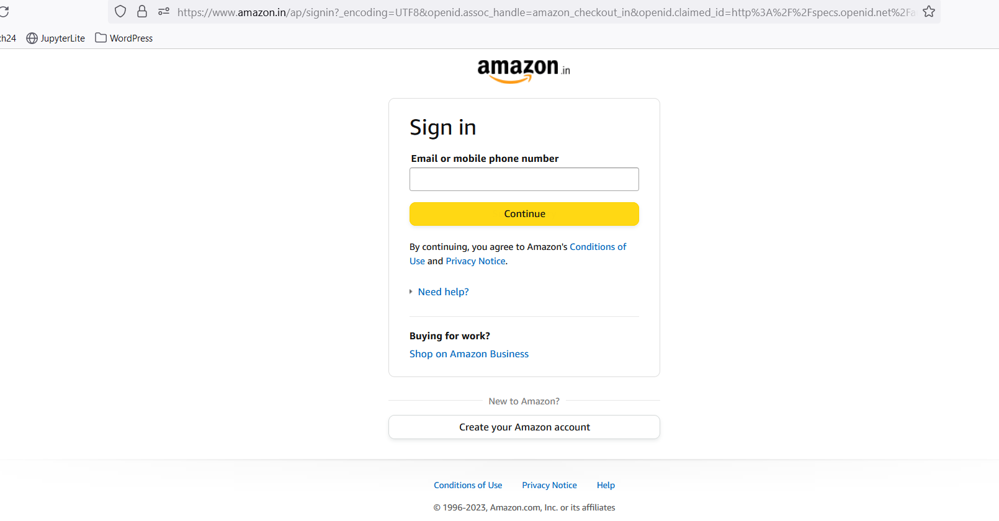 https://www.amazon.in/ap/signin?_encoding=UTF8&openid.assoc_handle=amazon_checkout_in&openid.claimed_id=http%3A%2F%2Fspecs.openid.net%2Fa
ch24 JupyterLite WordPress
amazon.in
Sign in
Email or mobile phone number
Continue
By continuing, you agree to Amazon's Conditions of
Use and Privacy Notice.
Need help?
Buying for work?
Shop on Amazon Business
New to Amazon?
Create your Amazon account
Conditions of Use Privacy Notice Help
© 1996-2023, Amazon.com, Inc. or its affiliates